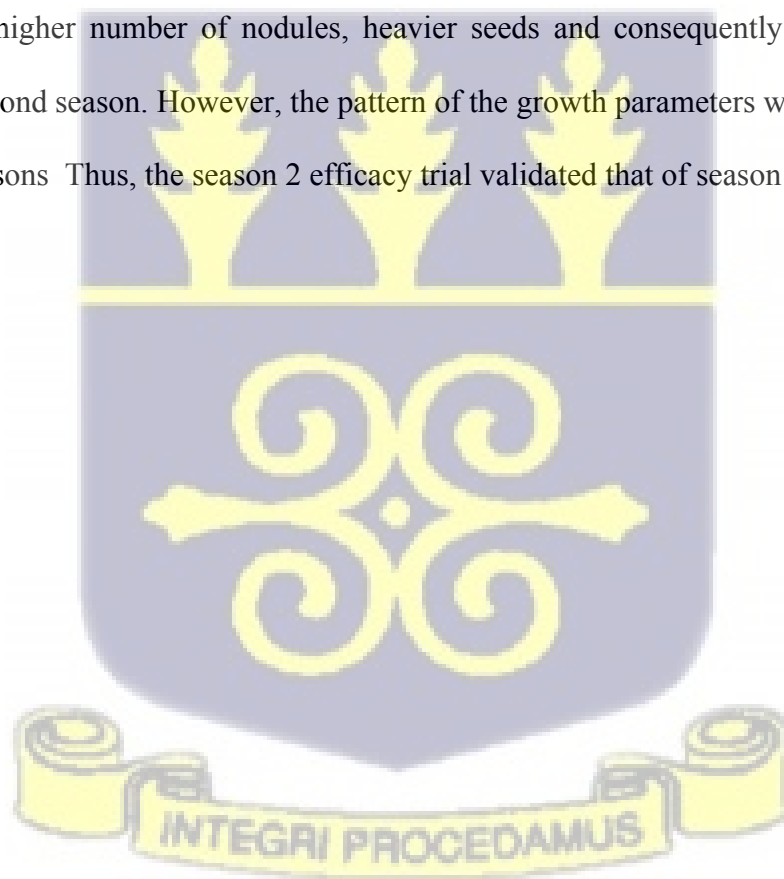 higher number of nodules, heavier seeds and consequently
ond season. However, the pattern of the growth parameters w
sons Thus, the season 2 efficacy trial validated that of season
INTEGRI PROCEDAMUS